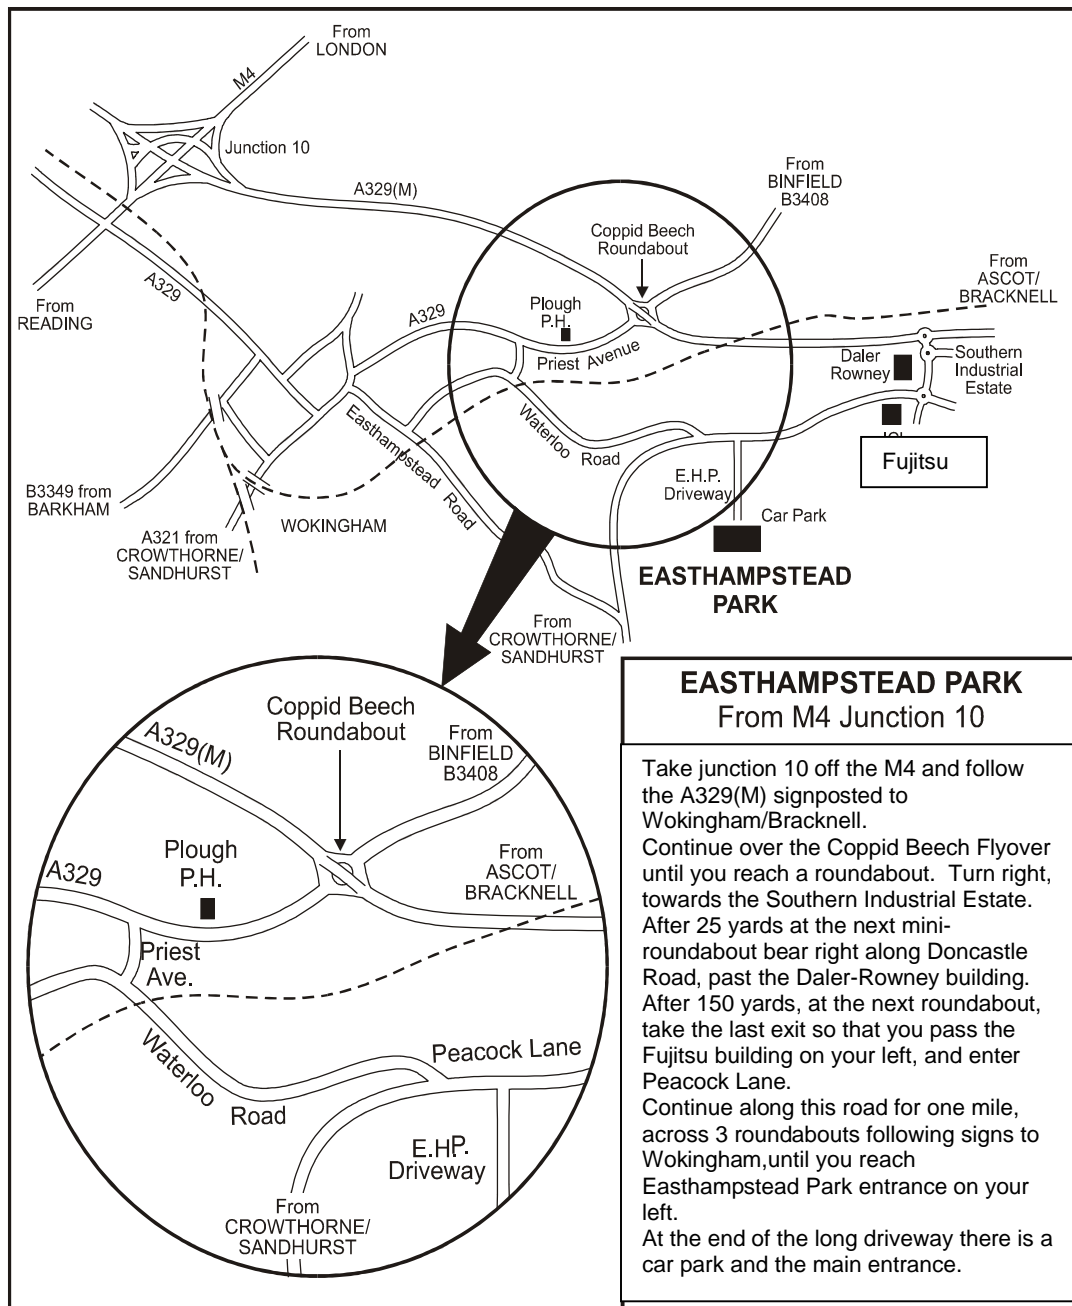 From
LONDON
M4
Junction 10
A329(M)
From
BINFIELD
B3408
Coppid Beech
Roundabout
From
ASCOT/
BRACKNELL
From
READING
A329
A329
Plough
P.H.
Priest Avenue
Daler
Rowney
Southern
Industrial
Estate
Fujitsu
Easthampstead Road
Waterloo
Road
E.H.P.
Driveway
Car Park
B3349 from
BARKHAM
WOKINGHAM
A321 from
CROWTHORNE/
SANDHURST
EASTHAMPSTEAD
PARK
From
CROWTHORNE/
SANDHURST
Coppid Beech
Roundabout
A329(M)
From
BINFIELD
B3408
Plough
P.H.
A329
From
ASCOT/
BRACKNELL
Priest
Ave.
Waterloo
Road
Peacock Lane
E.H.P.
Driveway
From
CROWTHORNE/
SANDHURST
EASTHAMPSTEAD PARK
From M4 Junction 10
Take junction 10 off the M4 and follow
the A329(M) signposted to
Wokingham/Bracknell.
Continue over the Coppid Beech Flyover
until you reach a roundabout.  Turn right,
towards the Southern Industrial Estate.
After 25 yards at the next mini-
roundabout bear right along Doncastle
Road, past the Daler-Rowney building.
After 150 yards, at the next roundabout,
take the last exit so that you pass the
Fujitsu building on your left, and enter
Peacock Lane.
Continue along this road for one mile,
across 3 roundabouts following signs to
Wokingham,until you reach
Easthampstead Park entrance on your
left.
At the end of the long driveway there is a
car park and the main entrance.